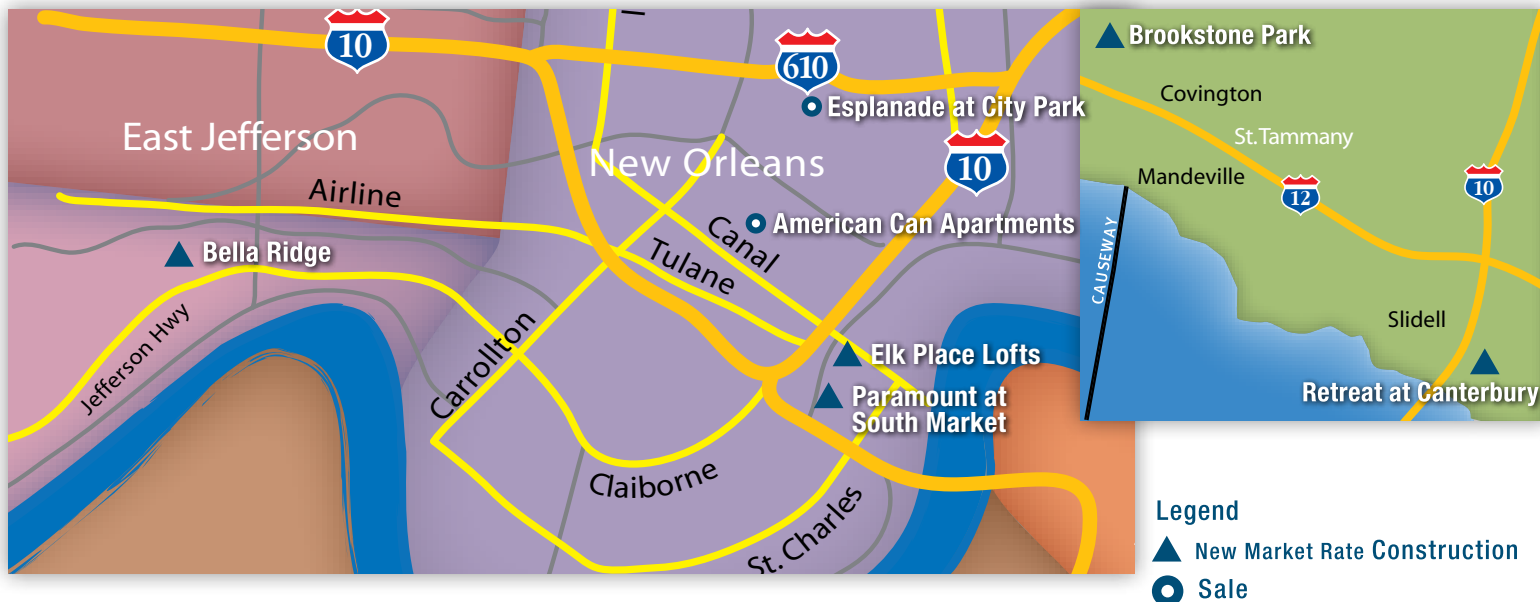 10
610
Esplanade at City Park
East Jefferson
New Orleans
10
Airline
American Can Apartments
Canal
Tulane
Bella Ridge
Jefferson Hwy
Carrollton
Elk Place Lofts
Paramount at
South Market
Claiborne
St. Charles
Brookstone Park
Covington
St.Tammany
Mandeville
12
10
CAUSEWAY
Slidell
Retreat at Canterbury
Legend
New Market Rate Construction
Sale